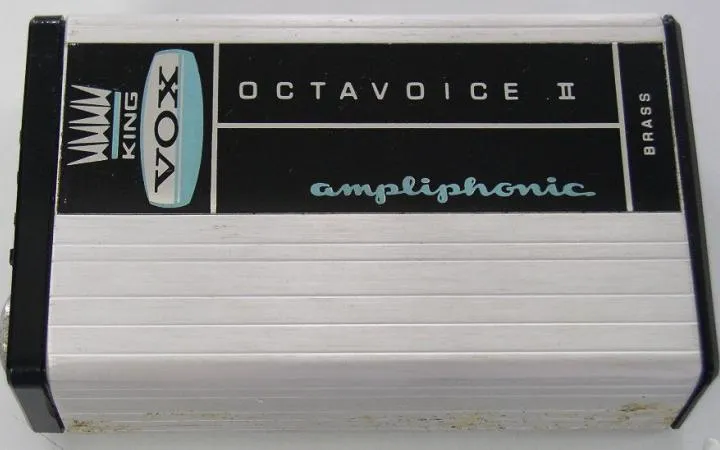 KING
VOX
OCTAVOICE II
ampliphonic
BRASS